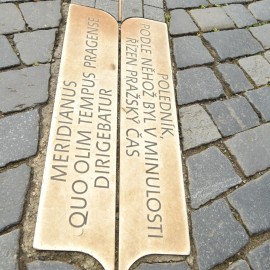 MERIDIANUS
QUO OLIM TEMPUS PRAGENSE
DIRIGEBATUR
POLEDNÍK,
PODLE NĚHOŽ BYL V MINULOSTI
ŘÍZEN PRAŽSKÝ ČAS